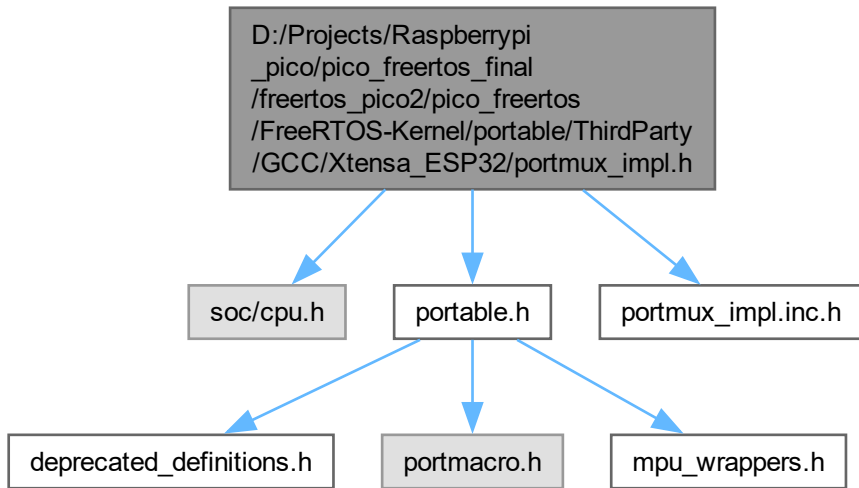 D:/Projects/Raspberrypi
_pico/pico_freertos_final
/freertos_pico2/pico_freertos
/FreeRTOS-Kernel/portable/ThirdParty
/GCC/Xtensa_ESP32/portmux_impl.h
soc/cpu.h
portable.h
portmux_impl.inc.h
deprecated_definitions.h
portmacro.h
mpu_wrappers.h